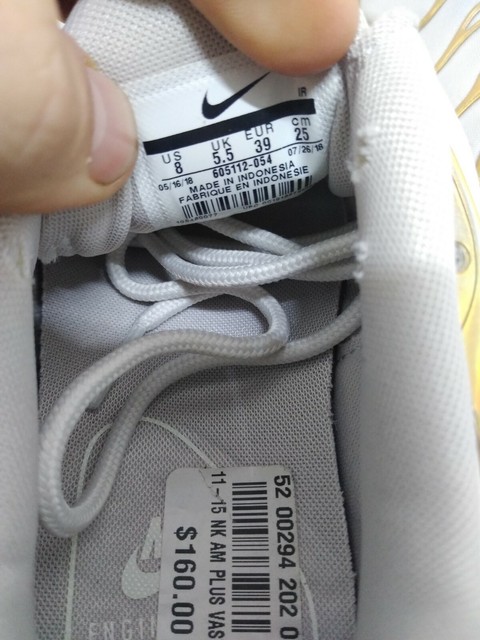 US UK EUR cm
8 5.5 39 25
05/16/18 605112-054 07/26/18
MADE IN INDONESIA
FABRIQUE EN INDONESIE
52 00294 202 0
11-15 NK AM PLUS VAS
$160.00
ENGIN